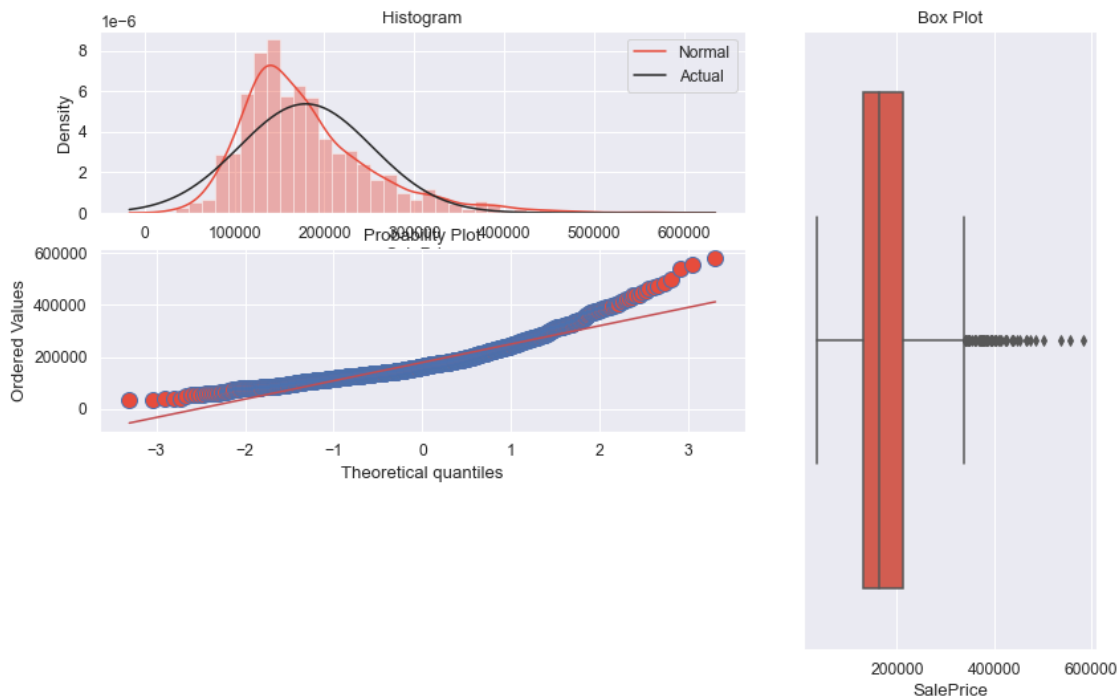 Histogram
1e−6
Normal
Actual
Density
8
6
4
2
0
0 100000 200000 300000 400000 500000 600000
Probability Plot
600000
400000
200000
0
Ordered Values
−3 −2 −1 0 1 2 3
Theoretical quantiles
Box Plot
200000 400000 600000
SalePrice